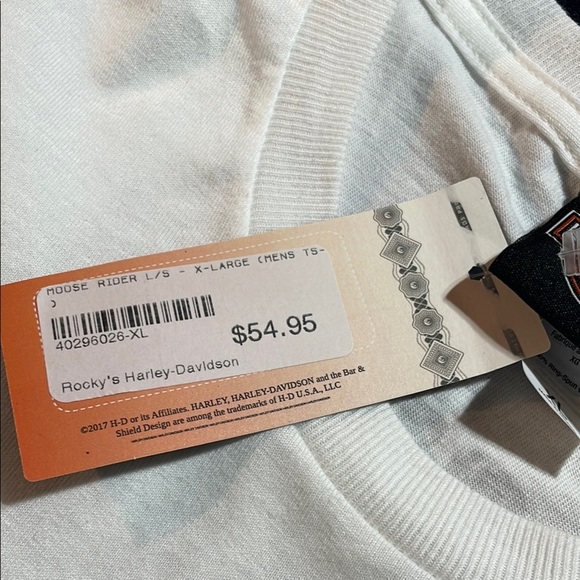 MOOSE RIDER L/S - X-LARGE (MENS TS-
)
40296026-XL
$54.95
Rocky's Harley-Davidson
©2017 H-D or its Affiliates. HARLEY, HARLEY-DAVIDSON and the Bar &
Shield Design are among the trademarks of H-D U.S.A., LLC